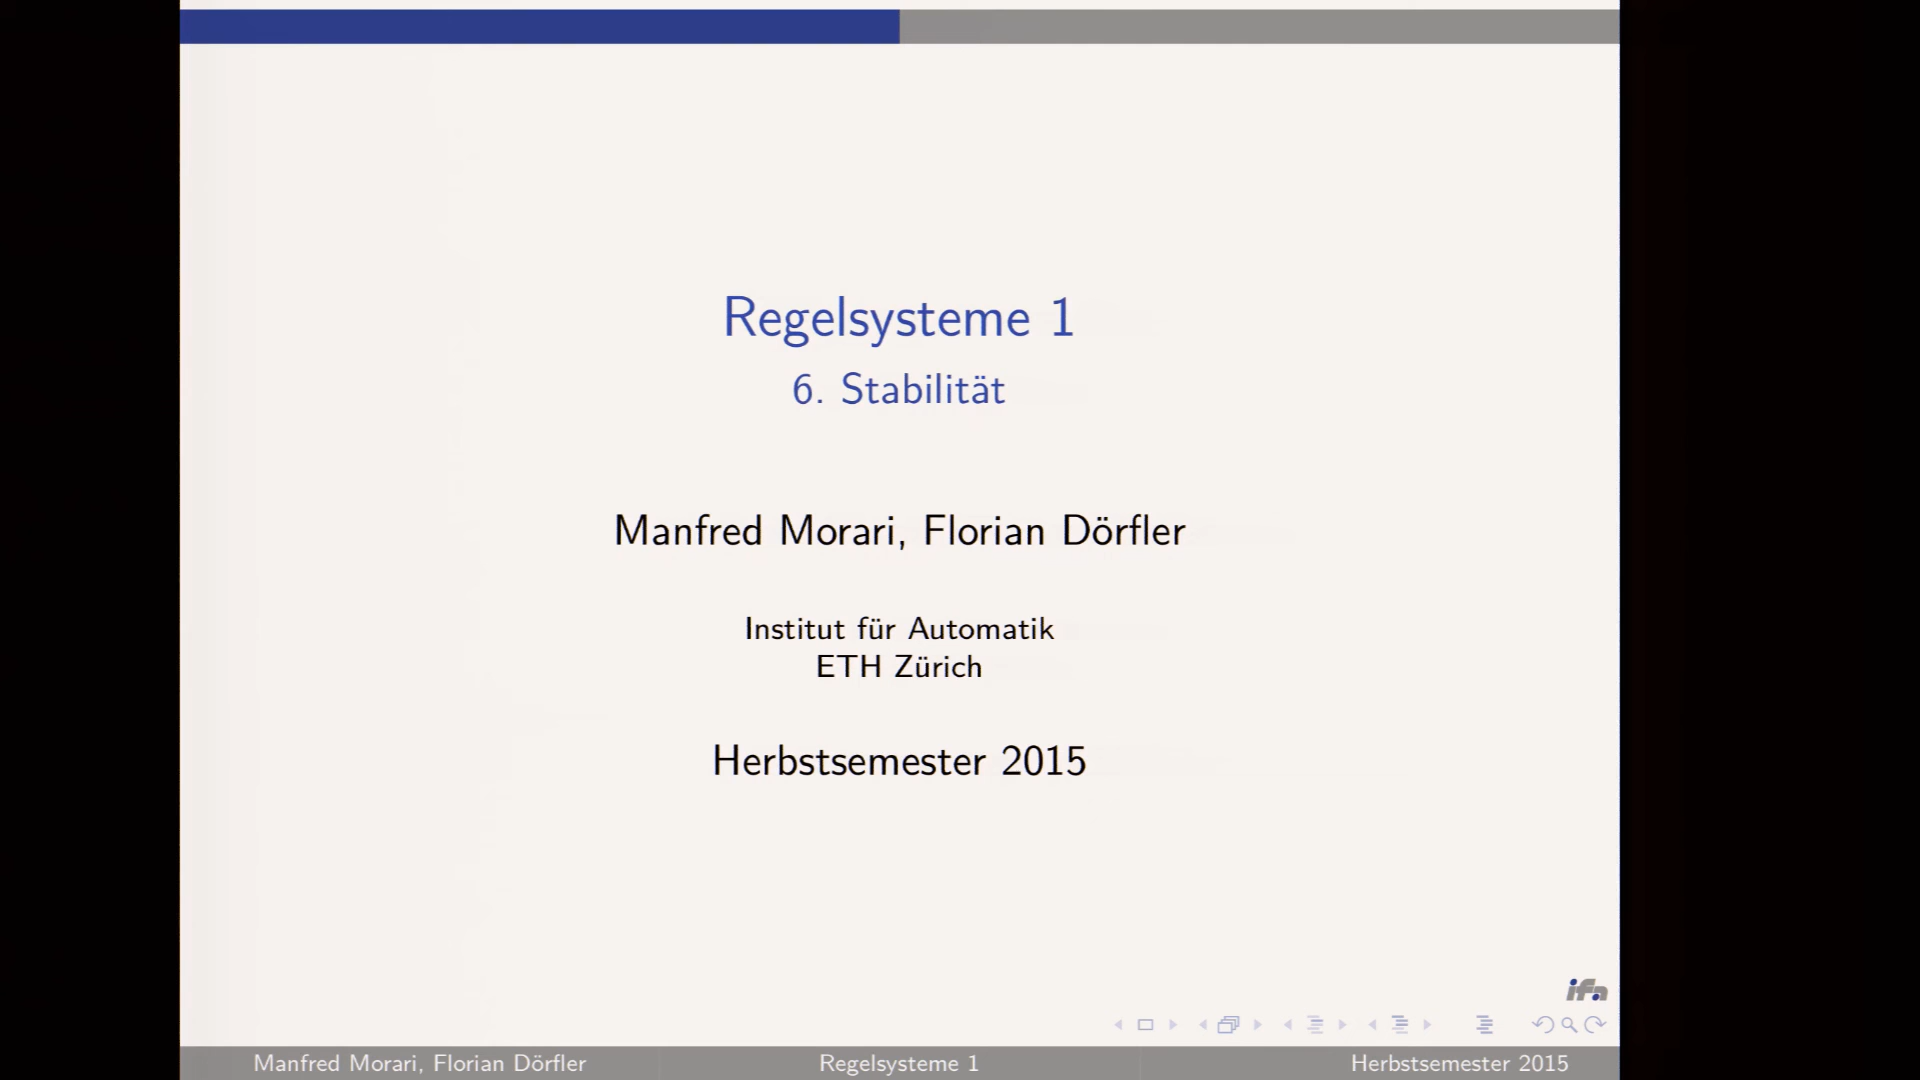 Regelsysteme 1
6. Stabilität
Manfred Morari, Florian Dörfler
Institut für Automatik
ETH Zürich
Herbstsemester 2015
ifa
Manfred Morari, Florian Dörfler
Regelsysteme 1
Herbstsemester 2015